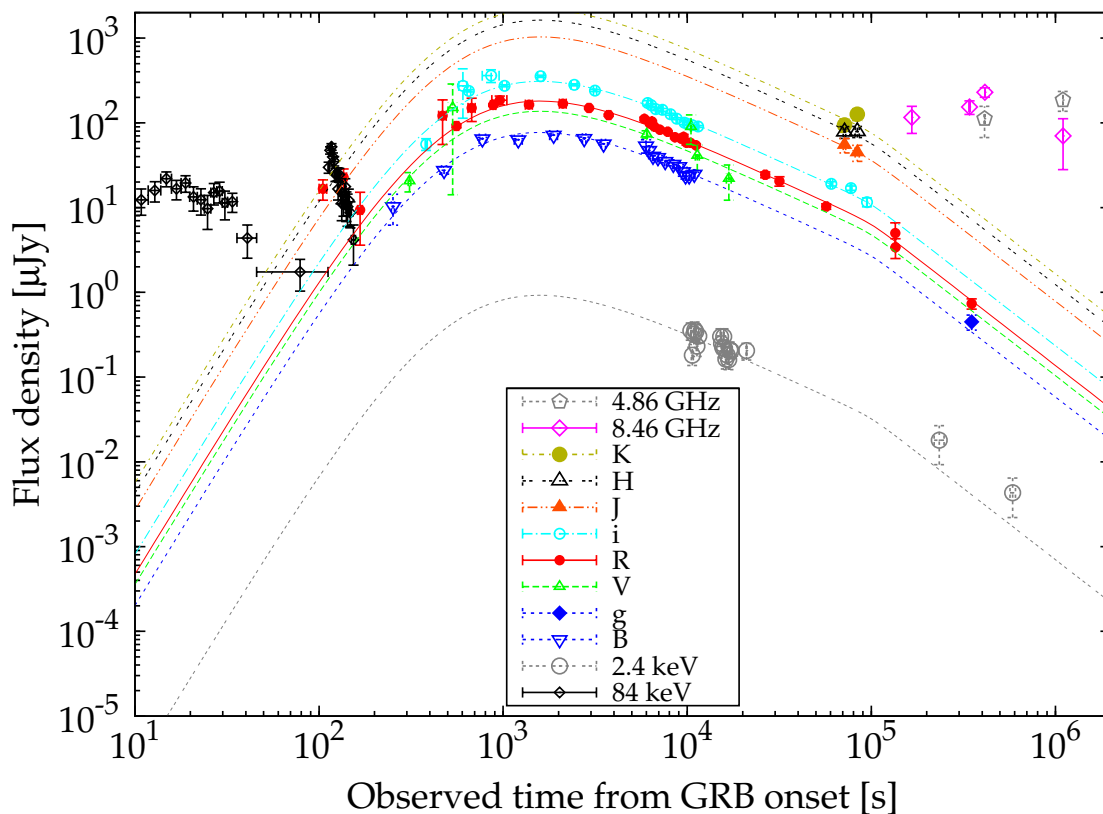 10^3
10^2
10^1
10^0
10^-1
10^-2
10^-3
10^-4
10^-5
Flux density [μJy]
4.86 GHz
8.46 GHz
K
H
J
i
R
V
g
B
2.4 keV
84 keV
10^1 10^2 10^3 10^4 10^5 10^6
Observed time from GRB onset [s]